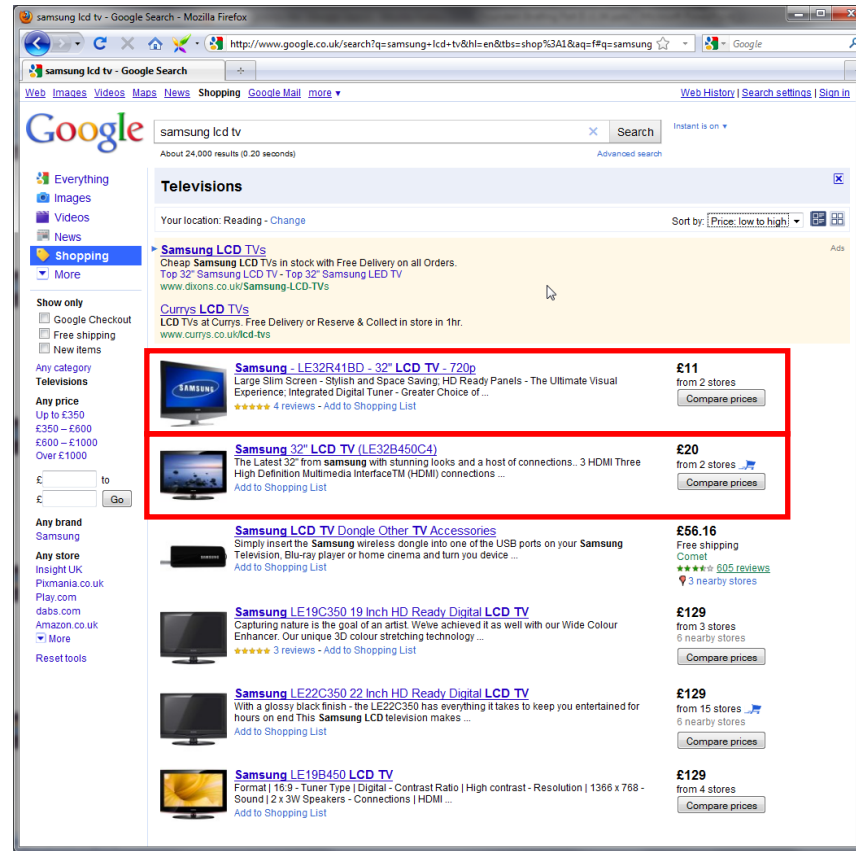 samsung lcd tv - Google Search - Mozilla Firefox
http://www.google.co.uk/search?q=samsung+lcd+tv&hl=en&tbs=shop%3A1&aq=f#q=samsung
Google
samsung lcd tv - Google Search
Web Images Videos Maps News Shopping Google Mail more ▼
Web History | Search settings | Sign in
Google
samsung lcd tv
Search
Instant is on ▼
About 24,000 results (0.20 seconds)
Advanced search
Everything
Images
Videos
News
Shopping
More
Show only
Google Checkout
Free shipping
New items
Any category
Televisions
Any price
Up to £350
£350 – £600
£600 – £1000
Over £1000
£ to
£ Go
Any brand
Samsung
Any store
Insight UK
Pixmania.co.uk
Play.com
dabs.com
Amazon.co.uk
More
Reset tools
Televisions
Your location: Reading - Change
Sort by: Price: low to high
Samsung LCD TVs
Ads
Cheap Samsung LCD TVs in stock with Free Delivery on all Orders.
Top 32" Samsung LCD TV - Top 32" Samsung LED TV
www.dixons.co.uk/Samsung-LCD-TVs
Currys LCD TVs
LCD TVs at Currys. Free Delivery or Reserve & Collect in store in 1hr.
www.currys.co.uk/lcd-tvs
SAMSUNG
Samsung - LE32R41BD - 32" LCD TV - 720p
Large Slim Screen - Stylish and Space Saving; HD Ready Panels - The Ultimate Visual
Experience; Integrated Digital Tuner - Greater Choice of ...
4 reviews - Add to Shopping List
£11
from 2 stores
Compare prices
Samsung 32" LCD TV (LE32B450C4)
The Latest 32" from samsung with stunning looks and a host of connections.. 3 HDMI Three
High Definition Multimedia InterfaceTM (HDMI) connections ...
Add to Shopping List
£20
from 2 stores
Compare prices
Samsung LCD TV Dongle Other TV Accessories
Simply insert the Samsung wireless dongle into one of the USB ports on your Samsung
Television, Blu-ray player or home cinema and turn you device ...
Add to Shopping List
£56.16
Free shipping
Comet
605 reviews
3 nearby stores
Samsung LE19C350 19 Inch HD Ready Digital LCD TV
Capturing nature is the goal of an artist. We've achieved it as well with our Wide Colour
Enhancer. Our unique 3D colour stretching technology ...
3 reviews - Add to Shopping List
£129
from 3 stores
6 nearby stores
Compare prices
Samsung LE22C350 22 Inch HD Ready Digital LCD TV
With a glossy black finish - the LE22C350 has everything it takes to keep you entertained for
hours on end This Samsung LCD television makes ...
Add to Shopping List
£129
from 15 stores
6 nearby stores
Compare prices
Samsung LE19B450 LCD TV
Format | 16:9 - Tuner Type | Digital - Contrast Ratio | High contrast - Resolution | 1366 x 768 -
Sound | 2 x 3W Speakers - Connections | HDMI ...
Add to Shopping List
£129
from 4 stores
Compare prices